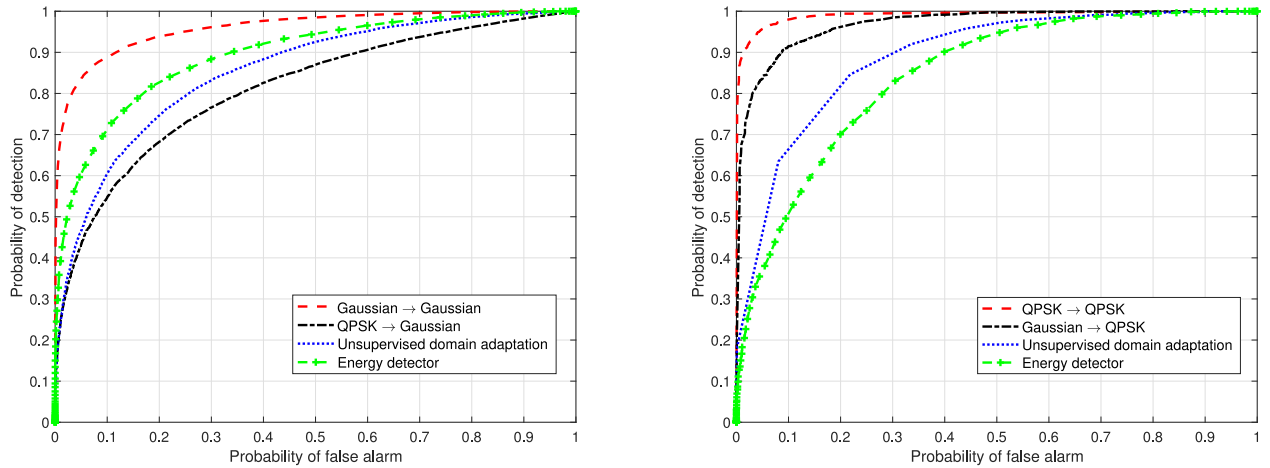 1
0.9
0.8
0.7
0.6
0.5
0.4
0.3
0.2
0.1
0
Probability of detection
Gaussian → Gaussian
QPSK → Gaussian
Unsupervised domain adaptation
Energy detector
0 0.1 0.2 0.3 0.4 0.5 0.6 0.7 0.8 0.9 1
Probability of false alarm
1
0.9
0.8
0.7
0.6
0.5
0.4
0.3
0.2
0.1
0
Probability of detection
QPSK → QPSK
Gaussian → QPSK
Unsupervised domain adaptation
Energy detector
0 0.1 0.2 0.3 0.4 0.5 0.6 0.7 0.8 0.9 1
Probability of false alarm